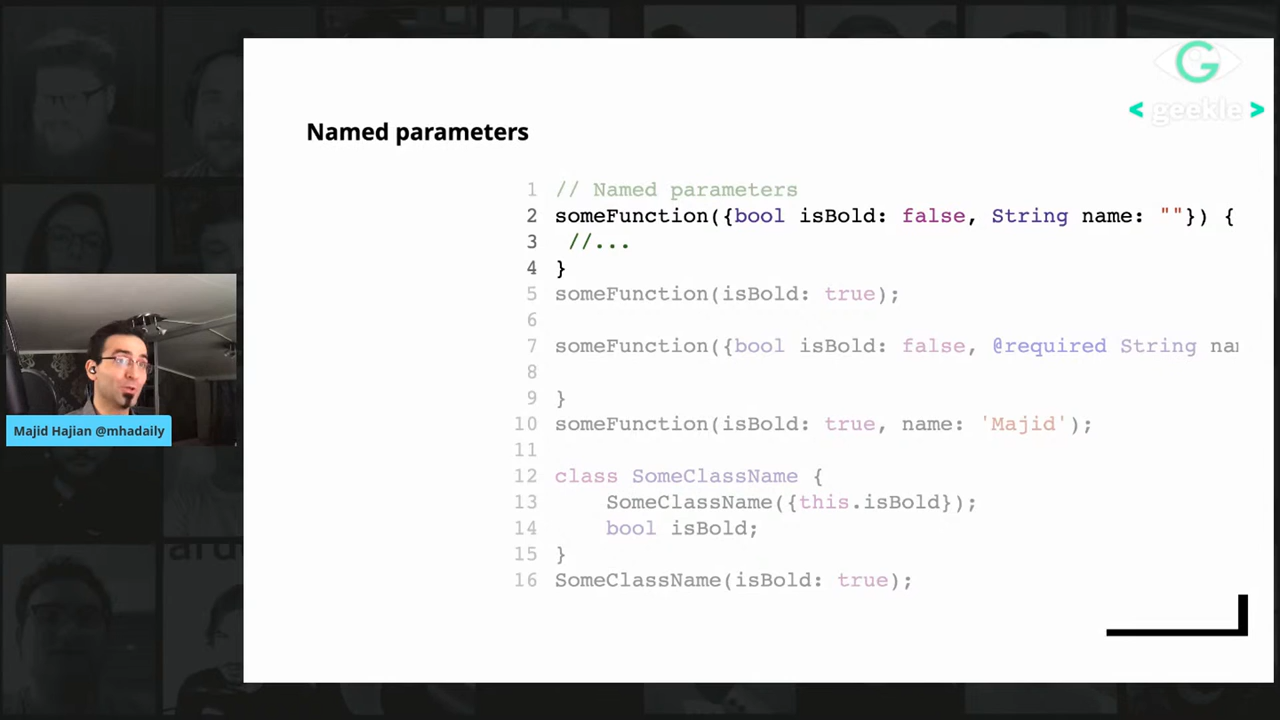 geekle
Named parameters
1 // Named parameters
2 someFunction({bool isBold: false, String name: ""}) {
3 //...
4 }
5 someFunction(isBold: true);
6
7 someFunction({bool isBold: false, @required String nam
8
9 }
10 someFunction(isBold: true, name: 'Majid');
11
12 class SomeClassName {
13 SomeClassName({this.isBold});
14 bool isBold;
15 }
16 SomeClassName(isBold: true);
Majid Hajian @mhadaily